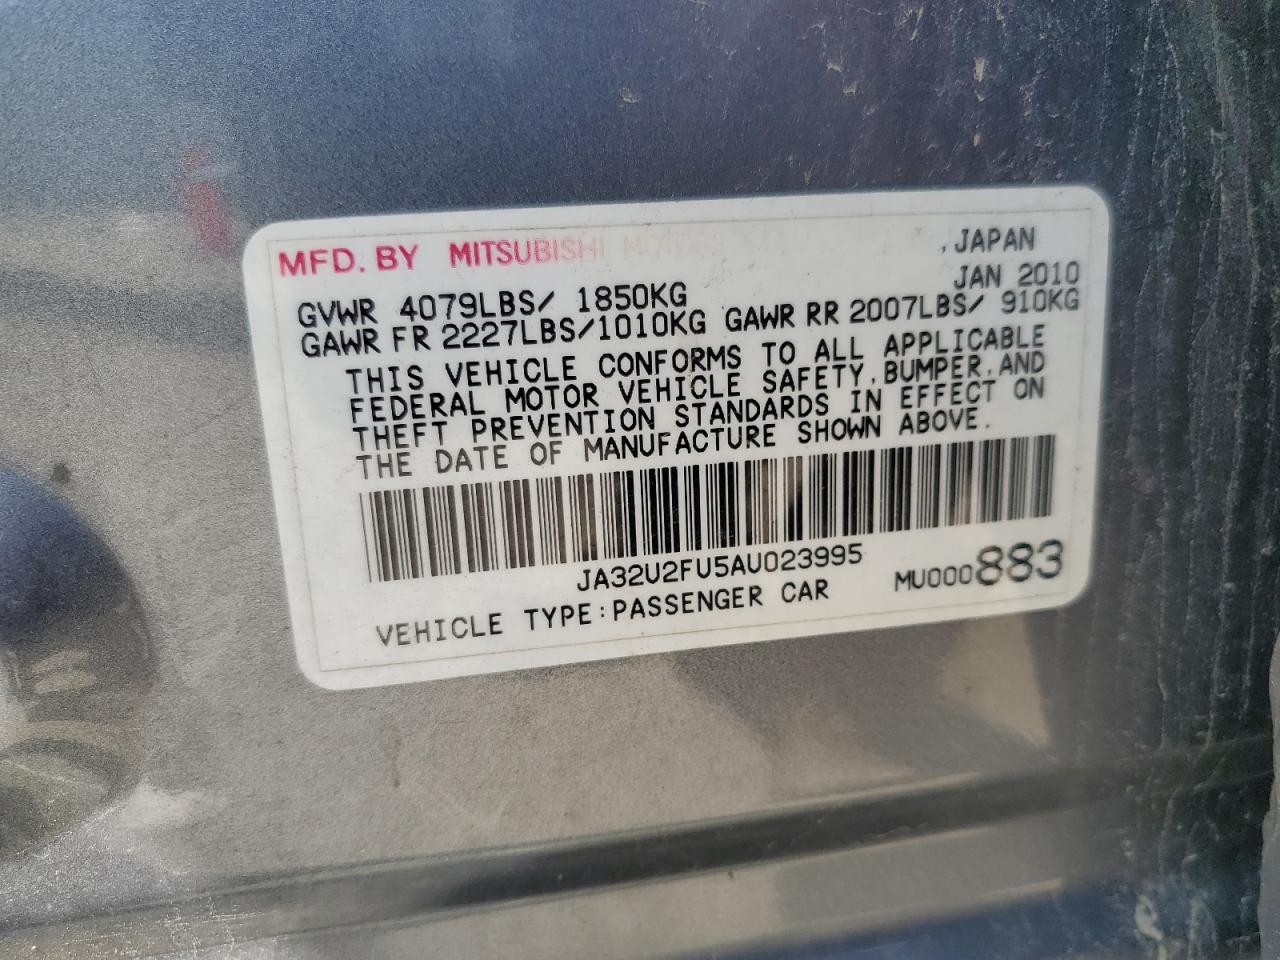 MFD. BY MITSUBISHI MOTORS , JAPAN
JAN 2010
GVWR 4079LBS/ 1850KG
GAWR FR 2227LBS/1010KG GAWR RR 2007LBS/ 910KG
THIS VEHICLE CONFORMS TO ALL APPLICABLE
FEDERAL MOTOR VEHICLE SAFETY, BUMPER, AND
THEFT PREVENTION STANDARDS IN EFFECT ON
THE DATE OF MANUFACTURE SHOWN ABOVE.
JA32U2FU5AU023995
MU000883
VEHICLE TYPE:PASSENGER CAR